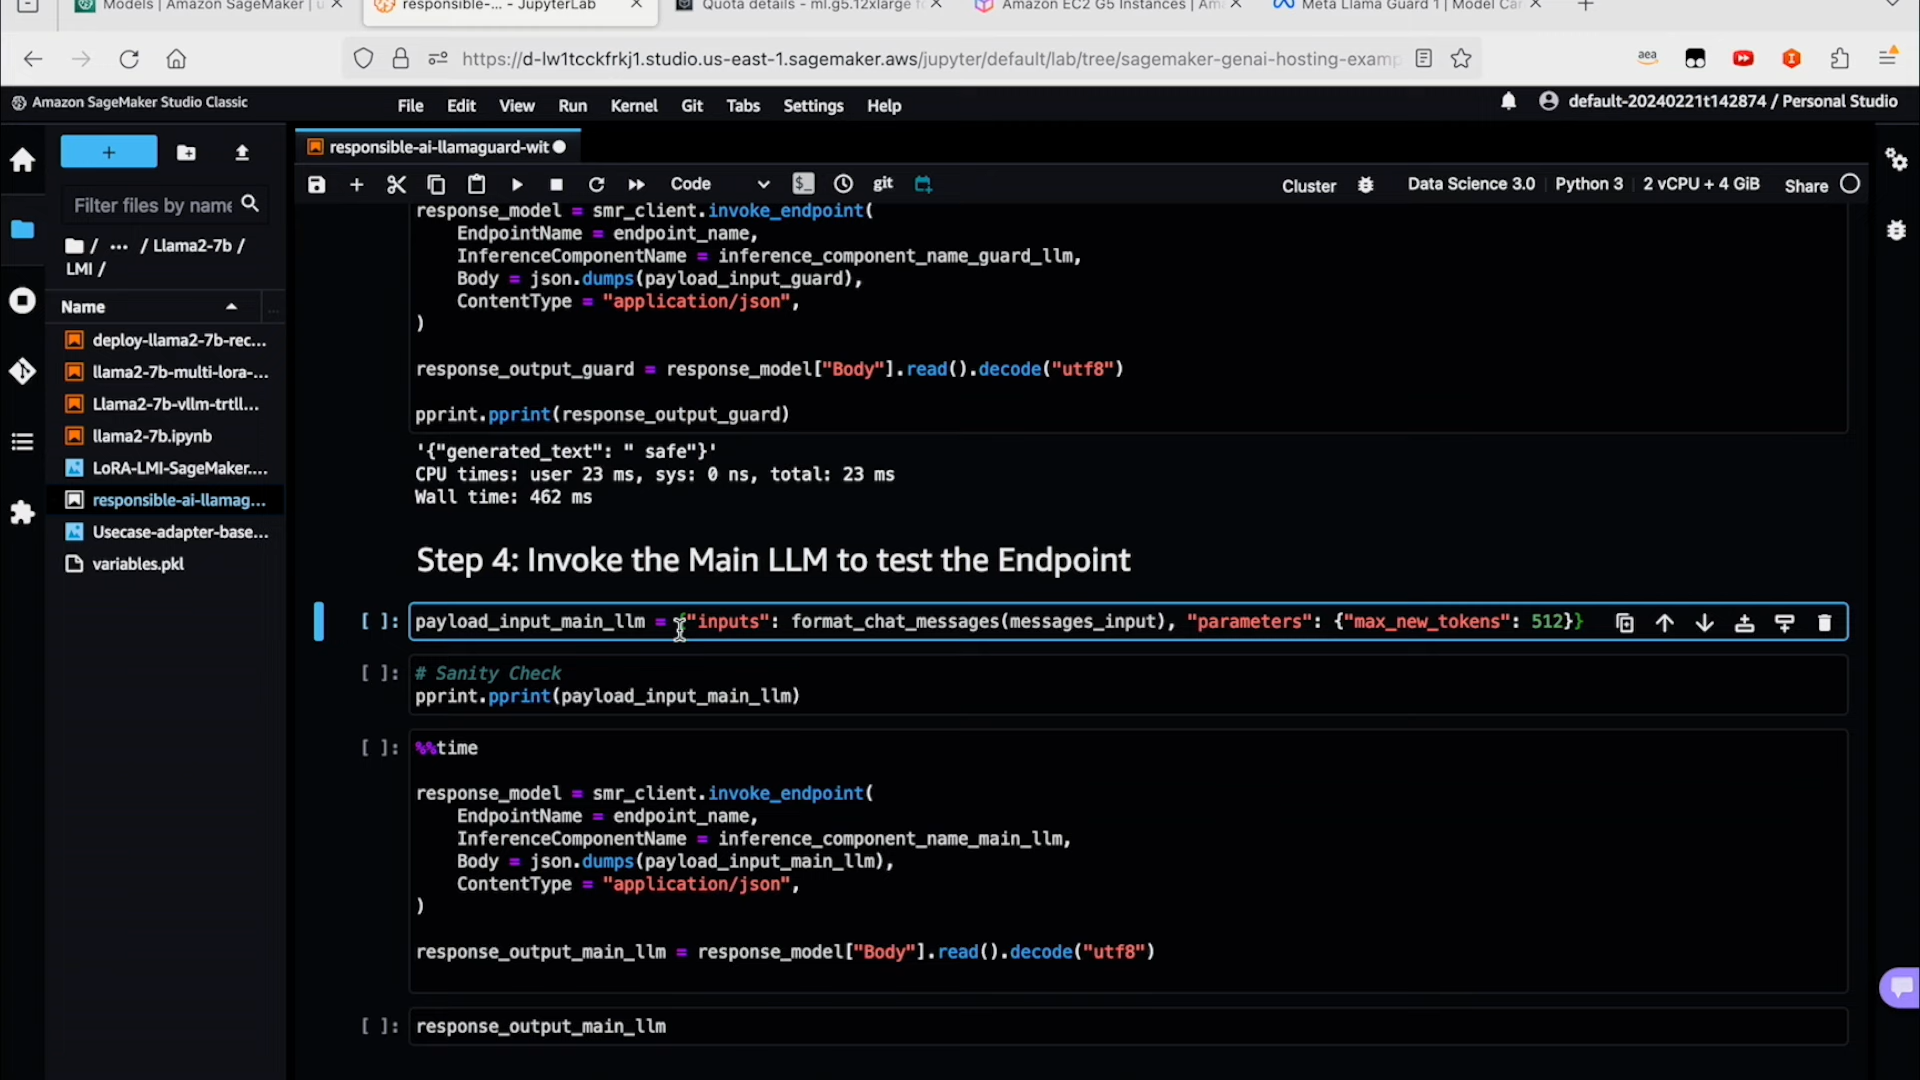 Models | Amazon SageMaker | u
responsible-... - JupyterLab
Quota details - ml.g5.12xlarge f
Amazon EC2 G5 Instances | Am
Meta Llama Guard 1 | Model Car
https://d-lw1tcckfrkj1.studio.us-east-1.sagemaker.aws/jupyter/default/lab/tree/sagemaker-genai-hosting-examp
aea
Amazon SageMaker Studio Classic
File Edit View Run Kernel Git Tabs Settings Help
default-20240221t142874 / Personal Studio
+
responsible-ai-llamaguard-wit
Code
git
Cluster
Data Science 3.0 | Python 3 | 2 vCPU + 4 GiB
Share
Filter files by name
/ ··· / Llama2-7b /
LMI /
Name
deploy-llama2-7b-rec...
llama2-7b-multi-lora-...
Llama2-7b-vllm-trtll...
llama2-7b.ipynb
LoRA-LMI-SageMaker....
responsible-ai-llamag...
Usecase-adapter-base...
variables.pkl
response_model = smr_client.invoke_endpoint(
EndpointName = endpoint_name,
InferenceComponentName = inference_component_name_guard_llm,
Body = json.dumps(payload_input_guard),
ContentType = "application/json",
)
response_output_guard = response_model["Body"].read().decode("utf8")
pprint.pprint(response_output_guard)
'{"generated_text": " safe"}'
CPU times: user 23 ms, sys: 0 ns, total: 23 ms
Wall time: 462 ms
Step 4: Invoke the Main LLM to test the Endpoint
[ ]: payload_input_main_llm = {"inputs": format_chat_messages(messages_input), "parameters": {"max_new_tokens": 512}}
[ ]: # Sanity Check
pprint.pprint(payload_input_main_llm)
[ ]: %%time
response_model = smr_client.invoke_endpoint(
EndpointName = endpoint_name,
InferenceComponentName = inference_component_name_main_llm,
Body = json.dumps(payload_input_main_llm),
ContentType = "application/json",
)
response_output_main_llm = response_model["Body"].read().decode("utf8")
[ ]: response_output_main_llm